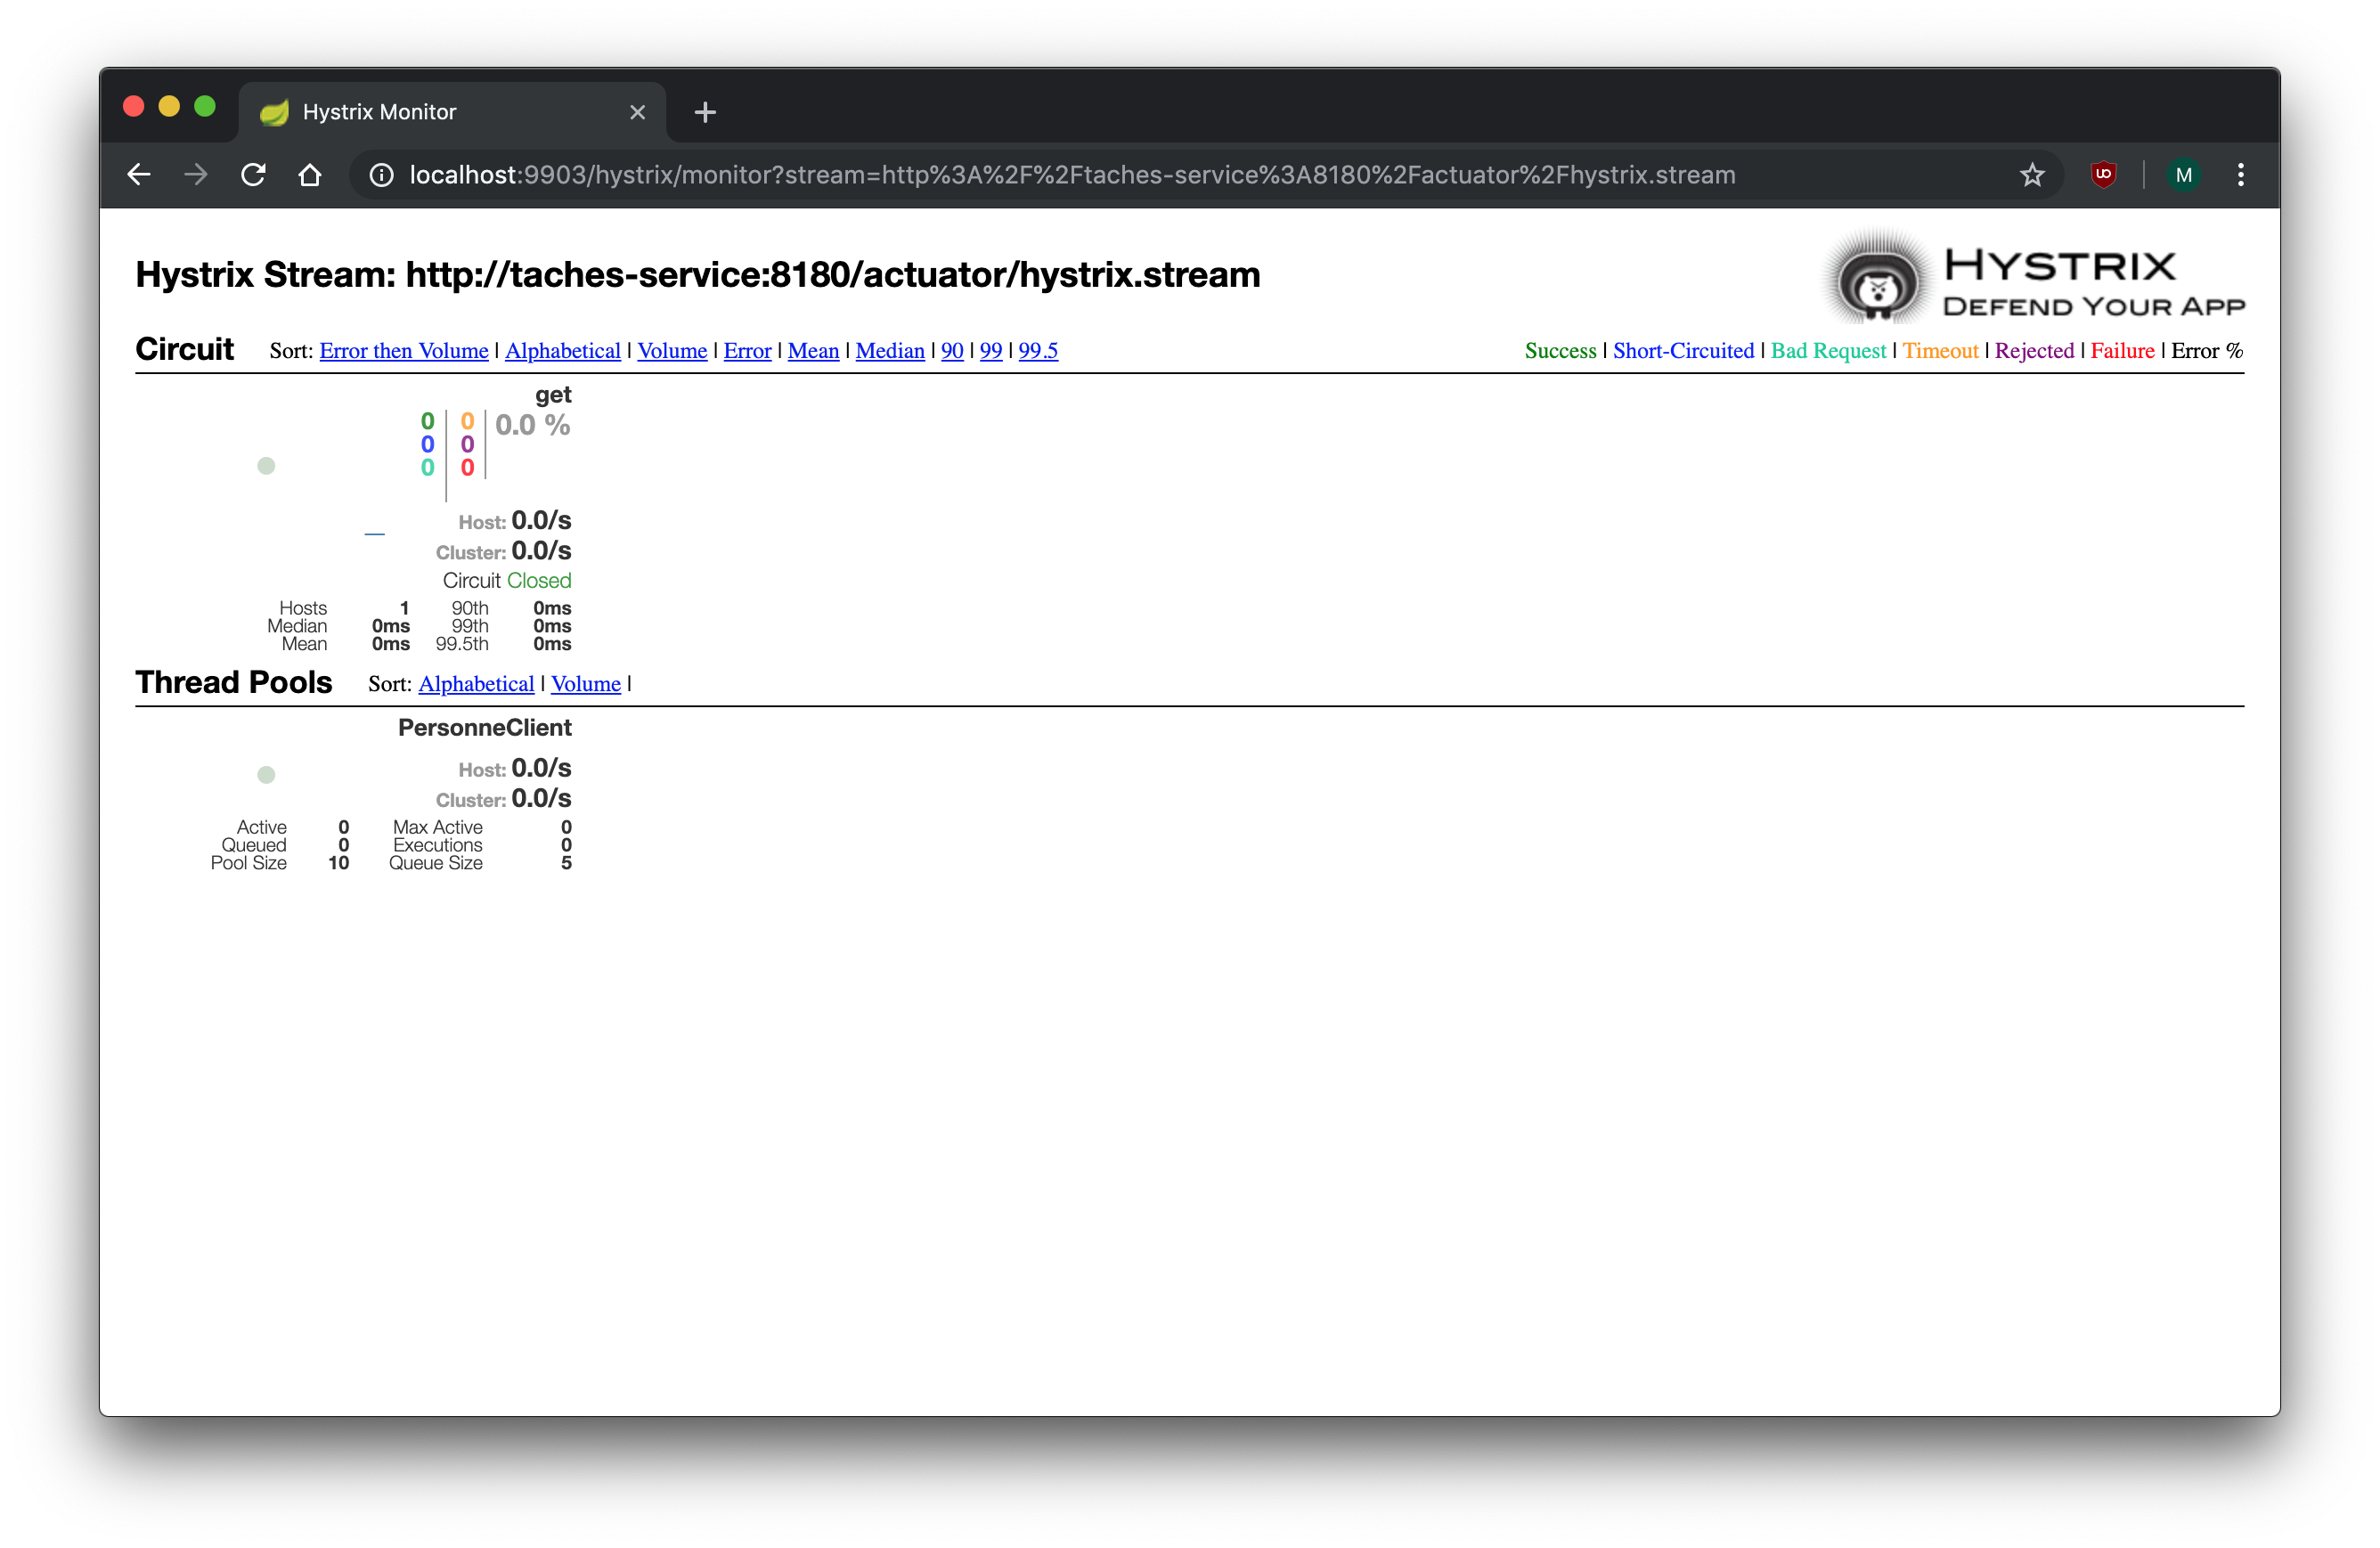 Hystrix Monitor
localhost:9903/hystrix/monitor?stream=http%3A%2F%2Ftaches-service%3A8180%2Factuator%2Fhystrix.stream
M
Hystrix Stream: http://taches-service:8180/actuator/hystrix.stream
HYSTRIX
DEFEND YOUR APP
Circuit Sort: Error then Volume | Alphabetical | Volume | Error | Mean | Median | 90 | 99 | 99.5
Success | Short-Circuited | Bad Request | Timeout | Rejected | Failure | Error %
get
0 0 0.0 %
0 0
0 0
Host: 0.0/s
Cluster: 0.0/s
Circuit Closed
Hosts 1 90th 0ms
Median 0ms 99th 0ms
Mean 0ms 99.5th 0ms
Thread Pools Sort: Alphabetical | Volume |
PersonneClient
Host: 0.0/s
Cluster: 0.0/s
Active 0 Max Active 0
Queued 0 Executions 0
Pool Size 10 Queue Size 5